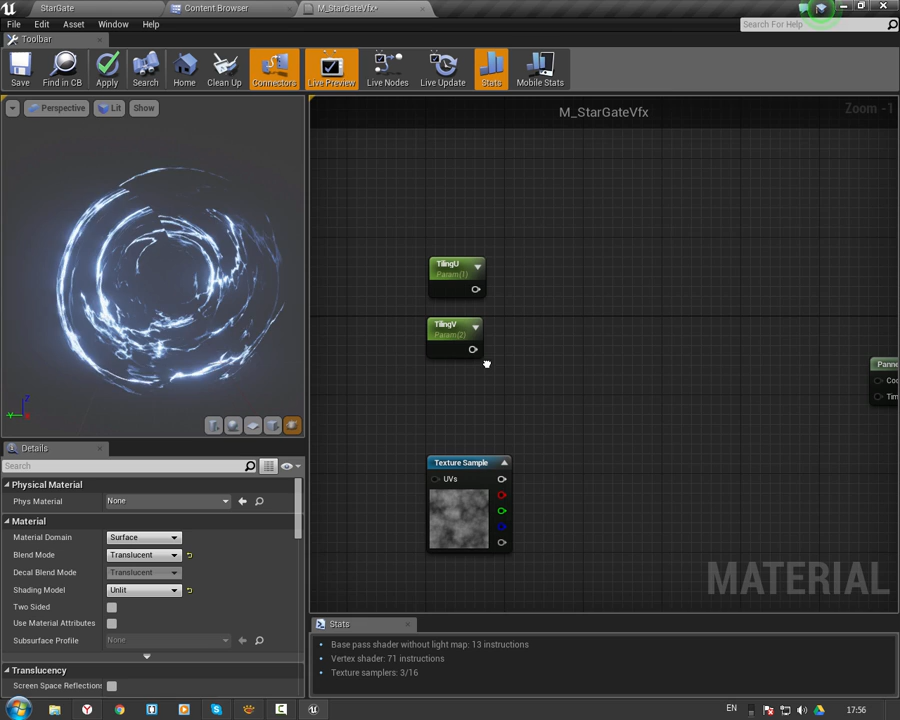 StarGate
Content Browser
M_StarGateVfx*
File Edit Asset Window Help
Search For Help
Toolbar
Save Find in CB Apply Search Home Clean Up Connectors Live Preview Live Nodes Live Update Stats Mobile Stats
Perspective Lit Show
M_StarGateVfx
Zoom -1
TilingU
Param(1)
TilingV
Param(2)
Panne
Coo
Tim
Texture Sample
UVs
MATERIAL
Details
Search
Physical Material
Phys Material None
Material
Material Domain Surface
Blend Mode Translucent
Decal Blend Mode Translucent
Shading Model Unlit
Two Sided
Use Material Attributes
Subsurface Profile None
Translucency
Screen Space Reflections
Stats
Base pass shader without light map: 13 instructions
Vertex shader: 71 instructions
Texture samplers: 3/16
EN 17:56